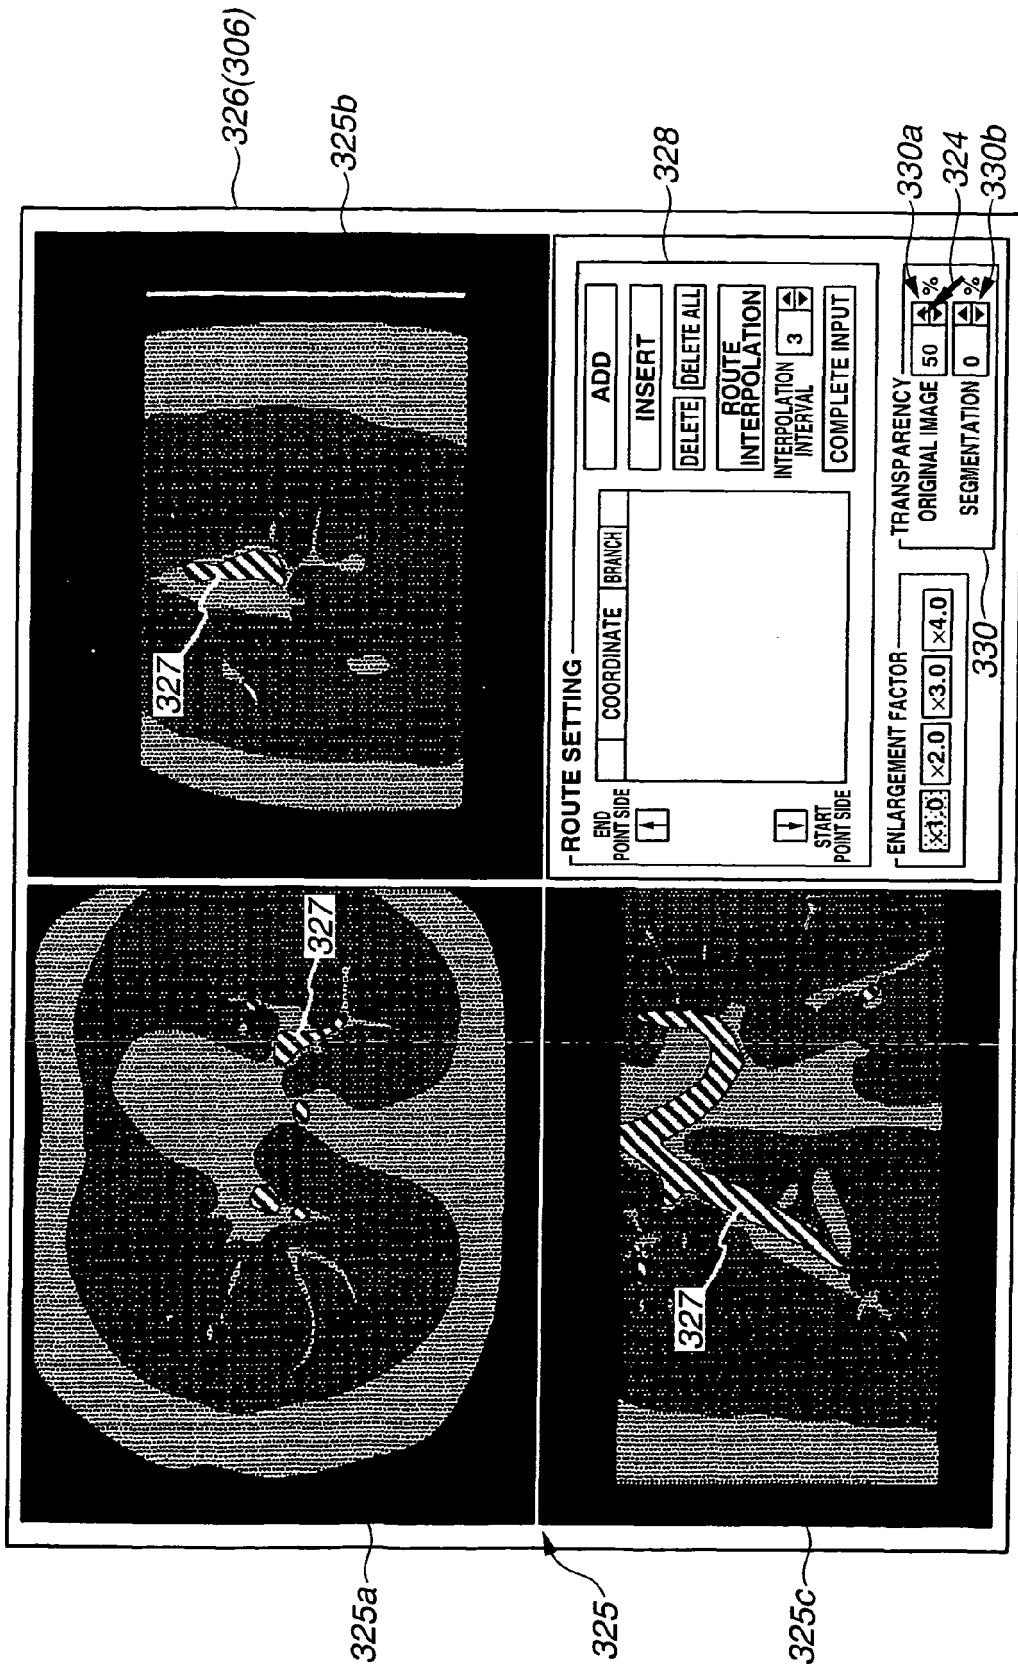 326(306)
325b
327
327
325a
325
325c
327
328
ROUTE SETTING
END
POINT SIDE
COORDINATE BRANCH
START
POINT SIDE
ADD
INSERT
DELETE DELETE ALL
ROUTE
INTERPOLATION
INTERPOLATION
INTERVAL 3
COMPLETE INPUT
ENLARGEMENT FACTOR
×1.0 ×2.0 ×3.0 ×4.0
TRANSPARENCY
ORIGINAL IMAGE 50 %
SEGMENTATION 0 %
330
330a
324
330b